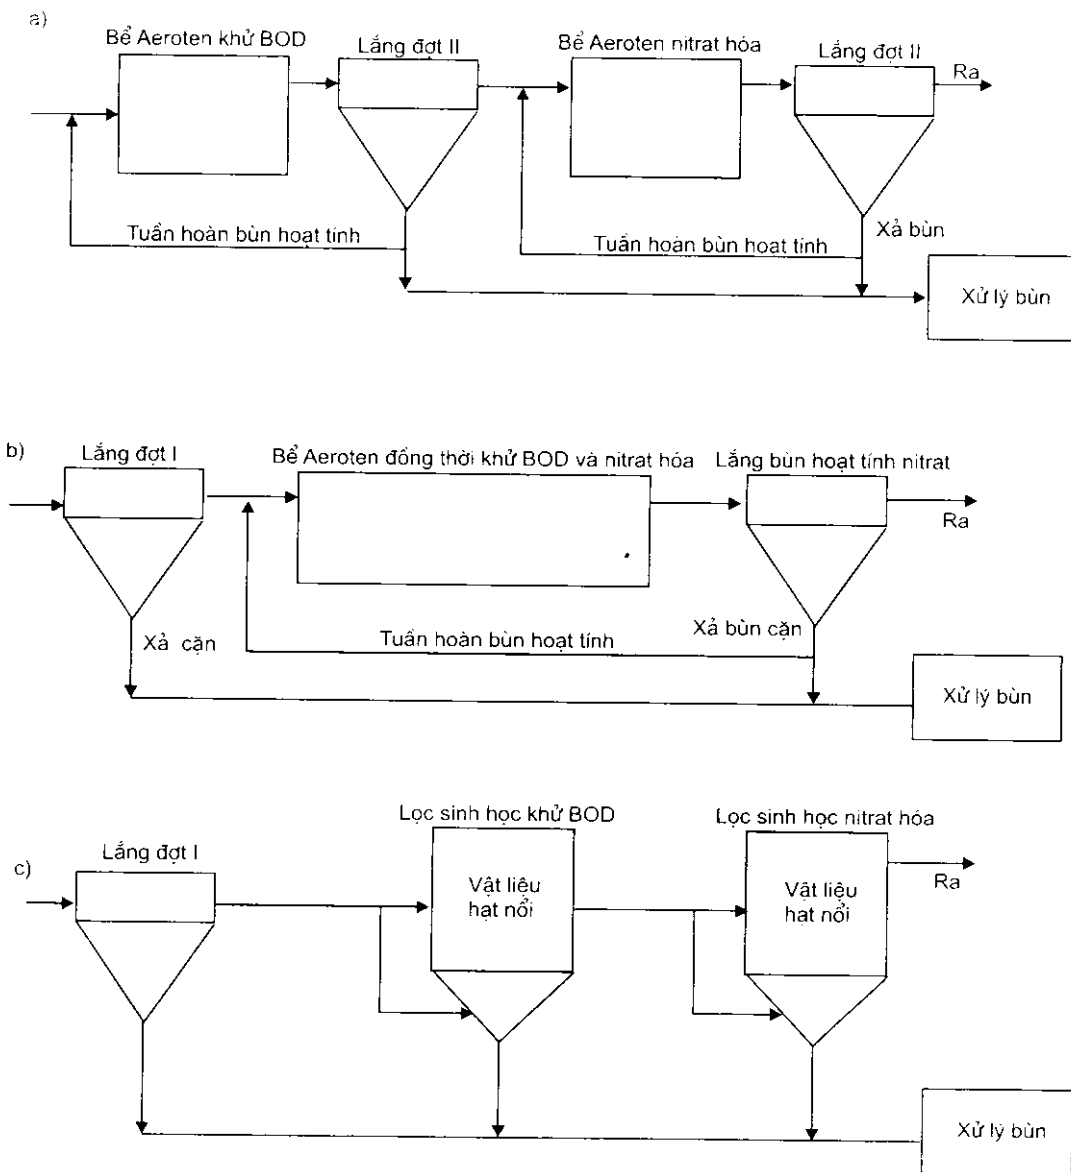 a)
Bể Aeroten khử BOD
Lắng đợt II
Bể Aeroten nitrat hóa
Lắng đợt II
Ra
Tuần hoàn bùn hoạt tính
Tuần hoàn bùn hoạt tính
Xả bùn
Xử lý bùn
b)
Lắng đợt I
Bể Aeroten đồng thời khử BOD và nitrat hóa
Lắng bùn hoạt tính nitrat
Ra
Xả cặn
Tuần hoàn bùn hoạt tính
Xả bùn cặn
Xử lý bùn
c)
Lắng đợt I
Lọc sinh học khử BOD
Lọc sinh học nitrat hóa
Ra
Vật liệu
hạt nổi
Vật liệu
hạt nổi
Xử lý bùn